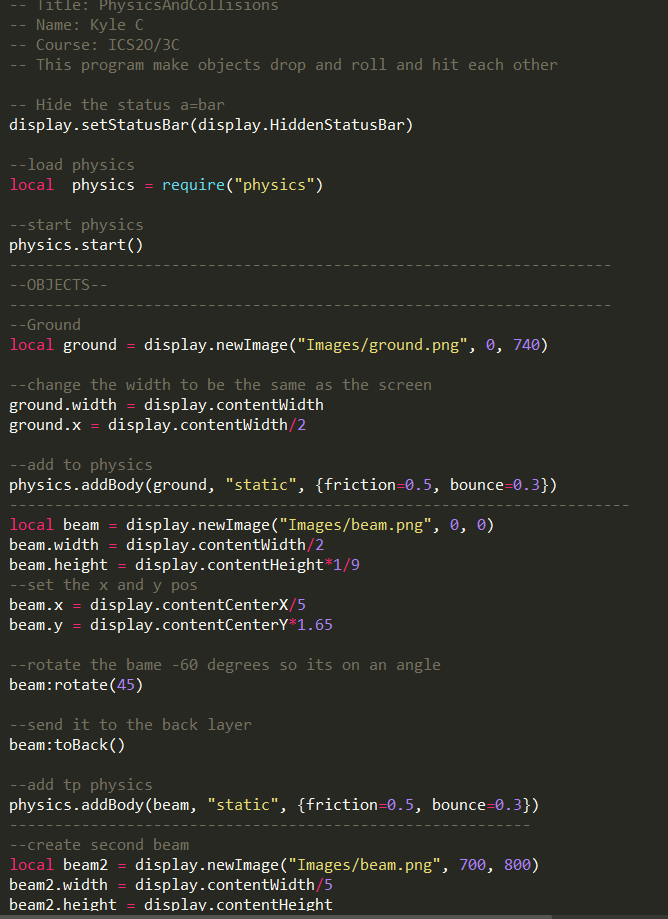 -- Title: PhysicsAndCollisions
-- Name: Kyle C
-- Course: ICS2O/3C
-- This program make objects drop and roll and hit each other
-- Hide the status a=bar
display.setStatusBar(display.HiddenStatusBar)
--load physics
local  physics = require("physics")
--start physics
physics.start()
-------------------------------------------------------------------
--OBJECTS--
-------------------------------------------------------------------
--Ground
local ground = display.newImage("Images/ground.png", 0, 740)
--change the width to be the same as the screen
ground.width = display.contentWidth
ground.x = display.contentWidth/2
--add to physics
physics.addBody(ground, "static", {friction=0.5, bounce=0.3})
---------------------------------------------------------------------
local beam = display.newImage("Images/beam.png", 0, 0)
beam.width = display.contentWidth/2
beam.height = display.contentHeight*1/9
--set the x and y pos
beam.x = display.contentCenterX/5
beam.y = display.contentCenterY*1.65
--rotate the bame -60 degrees so its on an angle
beam:rotate(45)
--send it to the back layer
beam:toBack()
--add tp physics
physics.addBody(beam, "static", {friction=0.5, bounce=0.3})
----------------------------------------------------------
--create second beam
local beam2 = display.newImage("Images/beam.png", 700, 800)
beam2.width = display.contentWidth/5
beam2.height = display.contentHeight